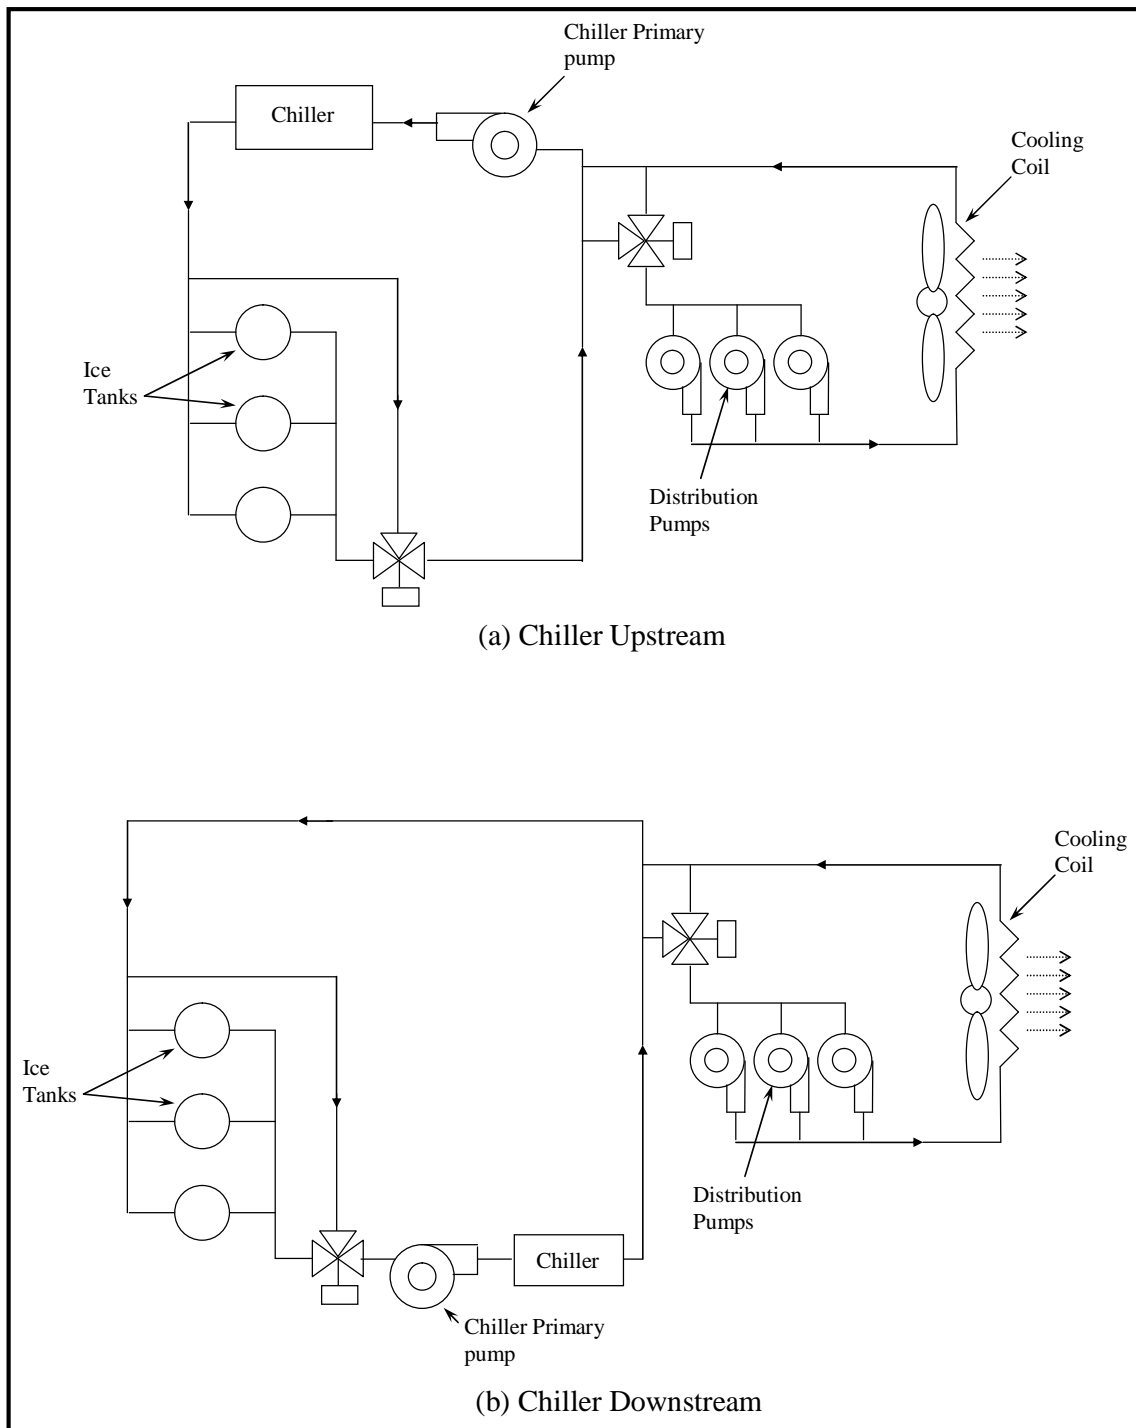 Chiller Primary
pump
Chiller
Cooling
Coil
Ice
Tanks
Distribution
Pumps
(a) Chiller Upstream
Cooling
Coil
Ice
Tanks
Distribution
Pumps
Chiller
Chiller Primary
pump
(b) Chiller Downstream